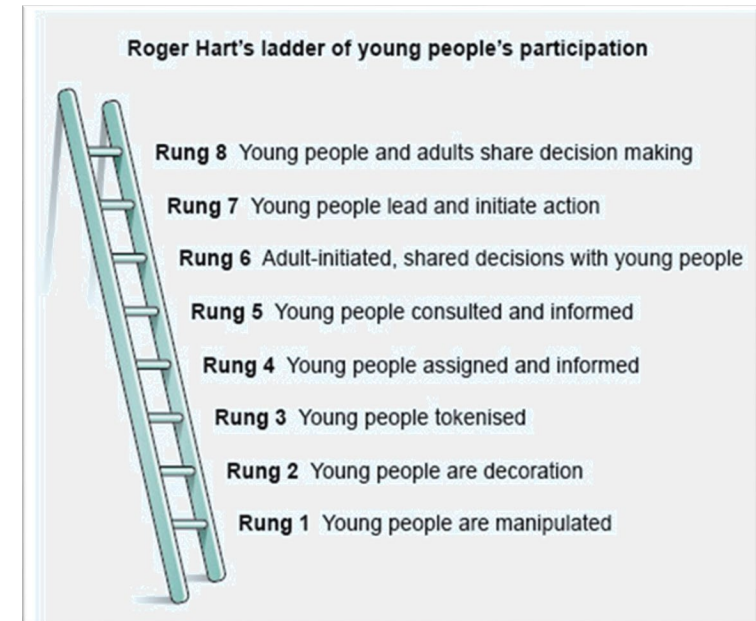 Roger Hart's ladder of young people's participation
Rung 8 Young people and adults share decision making
Rung 7 Young people lead and initiate action
Rung 6 Adult-initiated, shared decisions with young people
Rung 5 Young people consulted and informed
Rung 4 Young people assigned and informed
Rung 3 Young people tokenised
Rung 2 Young people are decoration
Rung 1 Young people are manipulated